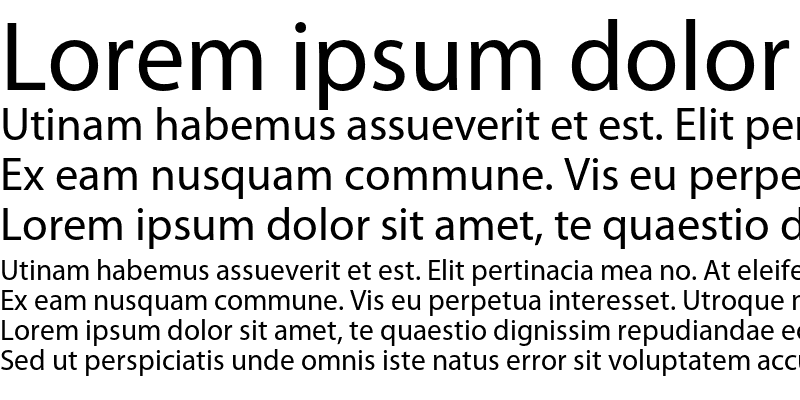 Lorem ipsum dolor
Utinam habemus assueverit et est. Elit per
Ex eam nusquam commune. Vis eu perpe
Lorem ipsum dolor sit amet, te quaestio d
Utinam habemus assueverit et est. Elit pertinacia mea no. At eleife
Ex eam nusquam commune. Vis eu perpetua interesset. Utroque
Lorem ipsum dolor sit amet, te quaestio dignissim repudiandae
Sed ut perspiciatis unde omnis iste natus error sit voluptatem accu